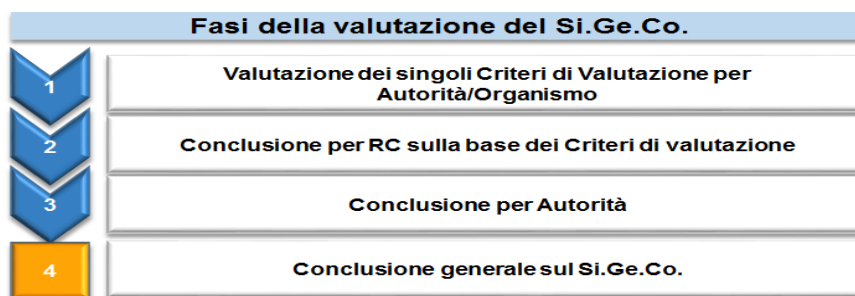 Fasi della valutazione del Si.Ge.Co.
1
Valutazione dei singoli Criteri di Valutazione per
Autorità/Organismo
2
Conclusione per RC sulla base dei Criteri di valutazione
3
Conclusione per Autorità
4
Conclusione generale sul Si.Ge.Co.